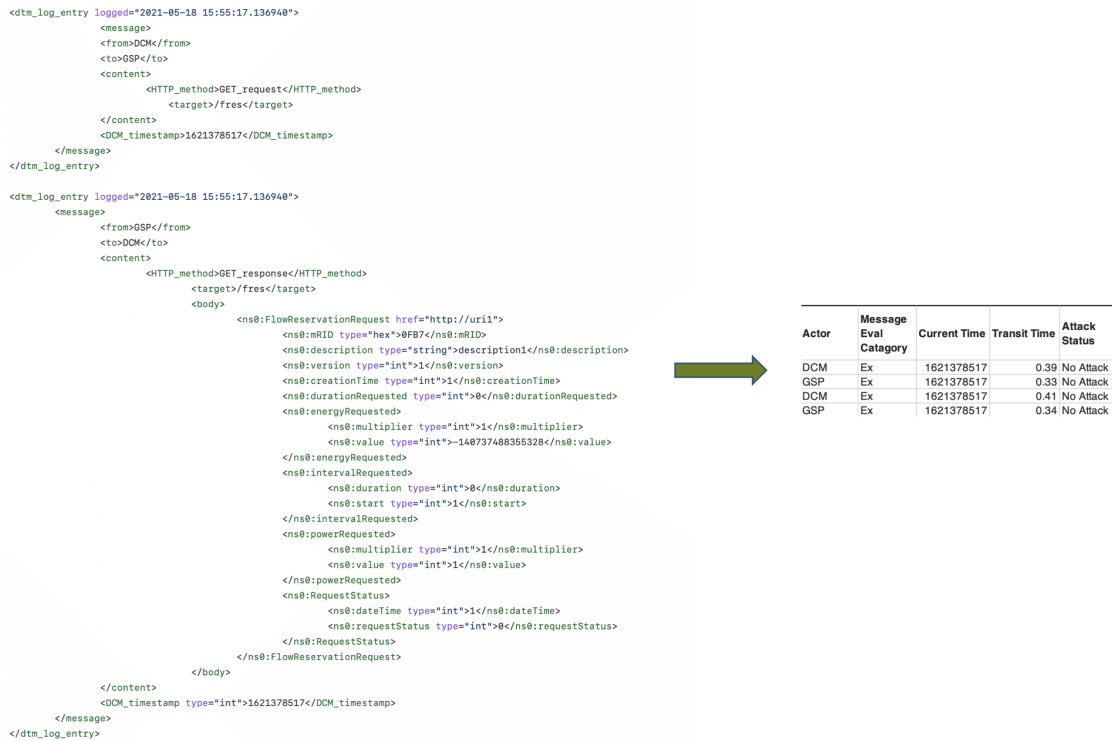 <dtm_log_entry logged="2021-05-18 15:55:17.136940">
<message>
<from>DCM</from>
<to>GSP</to>
<content>
<HTTP_method>GET_request</HTTP_method>
<target>/fres</target>
</content>
<DCM_timestamp>1621378517</DCM_timestamp>
</message>
</dtm_log_entry>
<dtm_log_entry logged="2021-05-18 15:55:17.136940">
<message>
<from>GSP</from>
<to>DCM</to>
<content>
<HTTP_method>GET_response</HTTP_method>
<target>/fres</target>
<body>
<ns0:FlowReservationRequest href="http://uri1">
<ns0:mRID type="hex">0FB7</ns0:mRID>
<ns0:description type="string">description1</ns0:description>
<ns0:version type="int">1</ns0:version>
<ns0:creationTime type="int">1</ns0:creationTime>
<ns0:durationRequested type="int">0</ns0:durationRequested>
<ns0:energyRequested>
<ns0:multiplier type="int">1</ns0:multiplier>
<ns0:value type="int">-140737488355328</ns0:value>
</ns0:energyRequested>
<ns0:intervalRequested>
<ns0:duration type="int">0</ns0:duration>
<ns0:start type="int">1</ns0:start>
</ns0:intervalRequested>
<ns0:powerRequested>
<ns0:multiplier type="int">1</ns0:multiplier>
<ns0:value type="int">1</ns0:value>
</ns0:powerRequested>
<ns0:RequestStatus>
<ns0:dateTime type="int">1</ns0:dateTime>
<ns0:requestStatus type="int">0</ns0:requestStatus>
</ns0:RequestStatus>
</ns0:FlowReservationRequest>
</body>
</content>
<DCM_timestamp type="int">1621378517</DCM_timestamp>
</message>
</dtm_log_entry>
Actor Message Eval Catagory Current Time Transit Time Attack Status
DCM Ex 1621378517 0.39 No Attack
GSP Ex 1621378517 0.33 No Attack
DCM Ex 1621378517 0.41 No Attack
GSP Ex 1621378517 0.34 No Attack